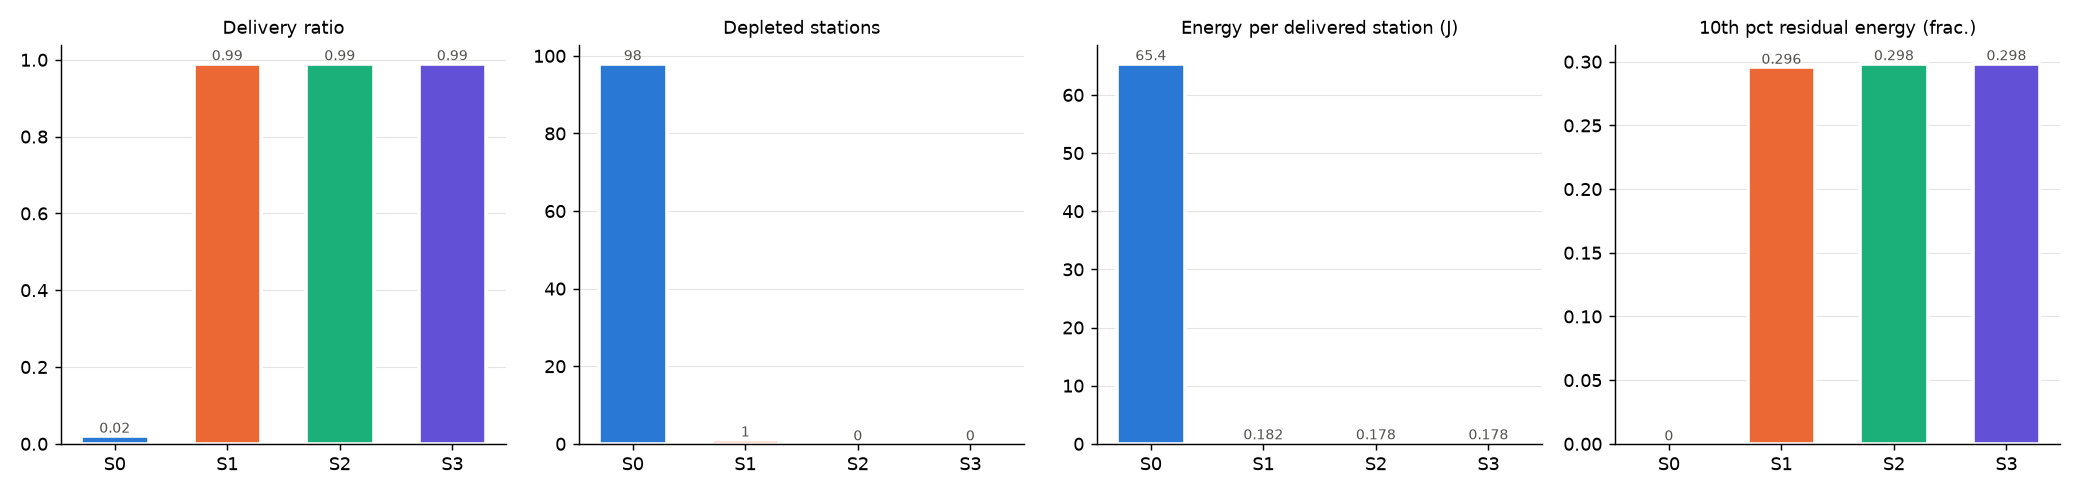 Delivery ratio
1.0
0.8
0.6
0.4
0.2
0.0
0.02
0.99
0.99
0.99
S0
S1
S2
S3
Depleted stations
100
80
60
40
20
0
98
1
0
0
S0
S1
S2
S3
Energy per delivered station (J)
60
50
40
30
20
10
0
65.4
0.182
0.178
0.178
S0
S1
S2
S3
10th pct residual energy (frac.)
0.30
0.25
0.20
0.15
0.10
0.05
0.00
0
0.296
0.298
0.298
S0
S1
S2
S3